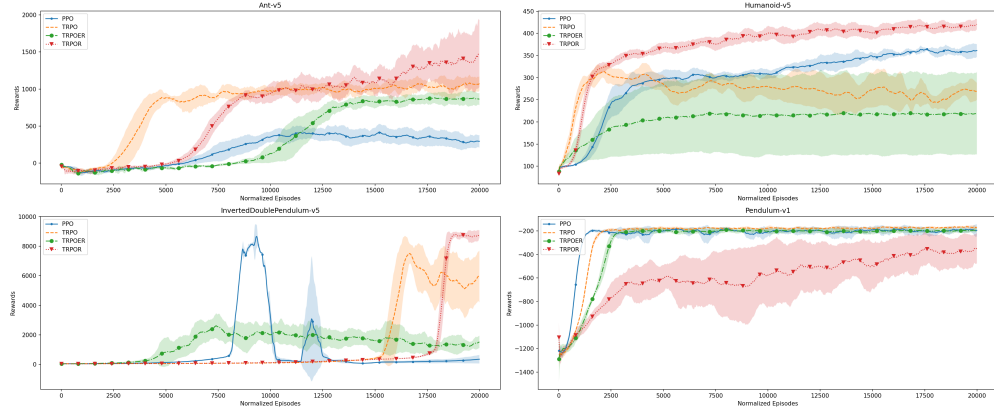 Ant-v5
2000
1500
1000
500
0
Rewards
PPO
TRPO
TRPOER
TRPOR
0
2500
5000
7500
10000
12500
15000
17500
20000
Normalized Episodes
Humanoid-v5
450
400
350
300
250
200
150
100
Rewards
PPO
TRPO
TRPOER
TRPOR
0
2500
5000
7500
10000
12500
15000
17500
20000
Normalized Episodes
InvertedDoublePendulum-v5
10000
8000
6000
4000
2000
0
Rewards
PPO
TRPO
TRPOER
TRPOR
0
2500
5000
7500
10000
12500
15000
17500
20000
Normalized Episodes
Pendulum-v1
−200
−400
−600
−800
−1000
−1200
−1400
Rewards
PPO
TRPO
TRPOER
TRPOR
0
2500
5000
7500
10000
12500
15000
17500
20000
Normalized Episodes